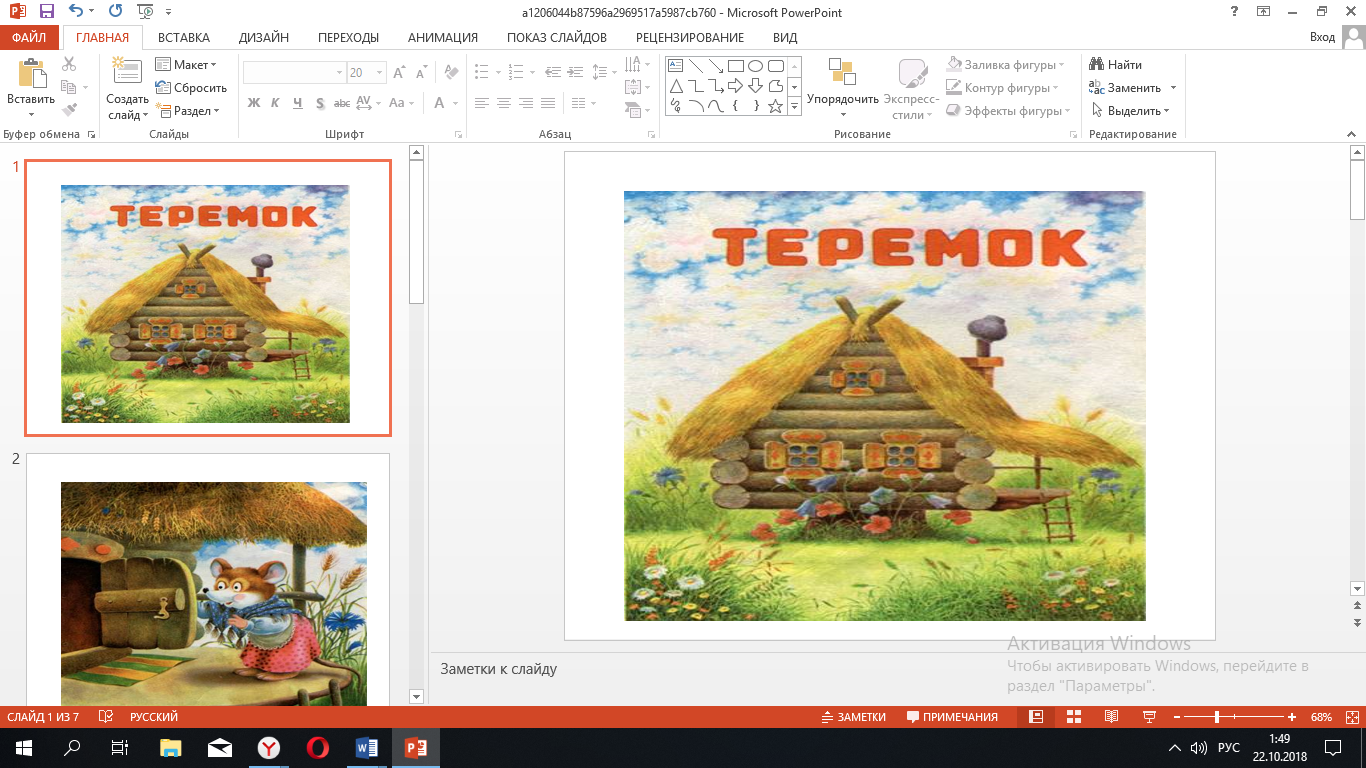 a1206044b87596a2969517a5987cb760 - Microsoft PowerPoint
ФАЙЛ ГЛАВНАЯ ВСТАВКА ДИЗАЙН ПЕРЕХОДЫ АНИМАЦИЯ ПОКАЗ СЛАЙДОВ РЕЦЕНЗИРОВАНИЕ ВИД Вход
Вставить
Создать слайд
Макет
Сбросить
Раздел
20
Ж К Ч S abc AV Aa А
Упорядочить
Экспресс-стили
Заливка фигуры
Контур фигуры
Эффекты фигуры
Найти
Заменить
Выделить
Буфер обмена Слайды Шрифт Абзац Рисование Редактирование
1
ТЕРЕМОК
2
ТЕРЕМОК
Активация Windows
Чтобы активировать Windows, перейдите в
раздел "Параметры".
Заметки к слайду
СЛАЙД 1 ИЗ 7 РУССКИЙ ЗАМЕТКИ ПРИМЕЧАНИЯ 68%
РУС
1:49
22.10.2018